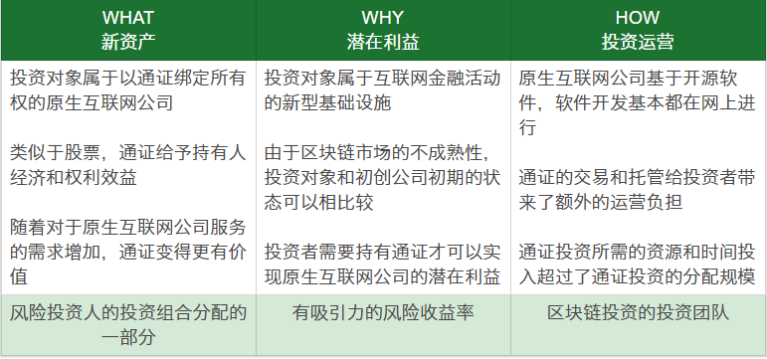 WHAT
新资产
WHY
潜在利益
HOW
投资运营
投资对象属于以通证绑定所有
权的原生互联网公司
类似于股票，通证给予持有人
经济和权利效益
随着对于原生互联网公司服务
的需求增加，通证变得更有价
值
投资对象属于互联网金融活动
的新型基础设施
由于区块链市场的不成熟性，
投资对象和初创公司初期的状
态可以相比较
投资者需要持有通证才可以实
现原生互联网公司的潜在利益
原生互联网公司基于开源软
件，软件开发基本都在网上进
行
通证的交易和托管给投资者带
来了额外的运营负担
通证投资所需的资源和时间投
入超过了通证投资的分配规模
风险投资人的投资组合分配的
一部分
有吸引力的风险收益率
区块链投资的投资团队